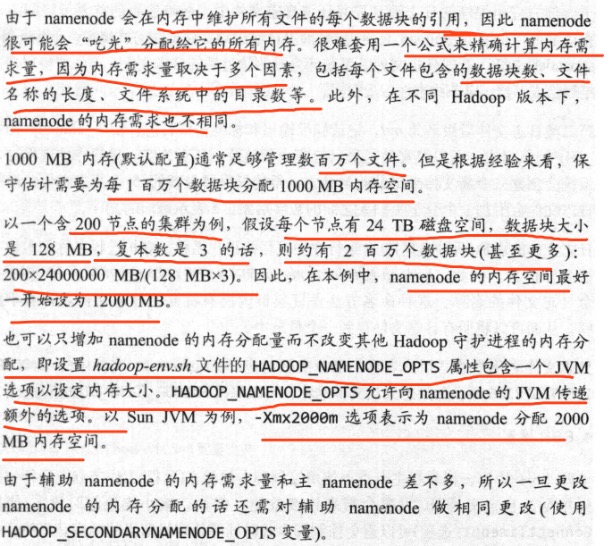 由于 namenode 会在内存中维护所有文件的每个数据块的引用，因此 namenode
很可能会“吃光”分配给它的所有内存。很难套用一个公式来精确计算内存需
求量，因为内存需求量取决于多个因素，包括每个文件包含的数据块数、文件
名称的长度、文件系统中的目录数等。此外，在不同 Hadoop 版本下，
namenode 的内存需求也不相同。
1000 MB 内存(默认配置)通常足够管理数百万个文件。但是根据经验来看，保
守估计需要为每 1 百万个数据块分配 1000 MB 内存空间。
以一个含 200 节点的集群为例，假设每个节点有 24 TB 磁盘空间，数据块大小
是 128 MB，复本数是 3 的话，则约有 2 百万个数据块(甚至更多)：
200×24000000 MB/(128 MB×3)。因此，在本例中，namenode 的内存空间最好
一开始设为 12000 MB。
也可以只增加 namenode 的内存分配量而不改变其他 Hadoop 守护进程的内存分
配，即设置 hadoop-env.sh 文件的 HADOOP_NAMENODE_OPTS 属性包含一个 JVM
选项以设定内存大小。HADOOP_NAMENODE_OPTS 允许向 namenode 的 JVM 传递
额外的选项。以 Sun JVM 为例，-Xmx2000m 选项表示为 namenode 分配 2000
MB 内存空间。
由于辅助 namenode 的内存需求量和主 namenode 差不多，所以一旦更改
namenode 的内存分配的话还需对辅助 namenode 做相同更改(使用
HADOOP_SECONDARYNAMENODE_OPTS 变量)。